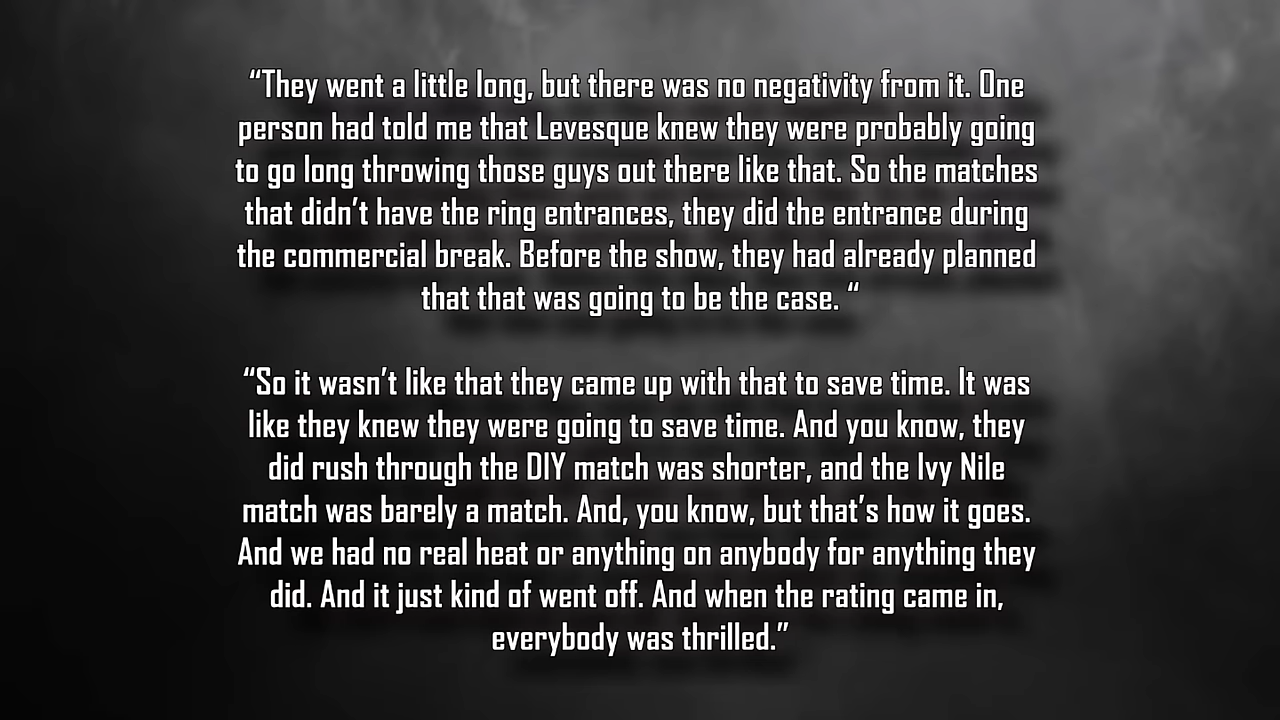 “They went a little long, but there was no negativity from it. One
person had told me that Levesque knew they were probably going
to go long throwing those guys out there like that. So the matches
that didn’t have the ring entrances, they did the entrance during
the commercial break. Before the show, they had already planned
that that was going to be the case. “
“So it wasn’t like that they came up with that to save time. It was
like they knew they were going to save time. And you know, they
did rush through the DIY match was shorter, and the Ivy Nile
match was barely a match. And, you know, but that’s how it goes.
And we had no real heat or anything on anybody for anything they
did. And it just kind of went off. And when the rating came in,
everybody was thrilled.”